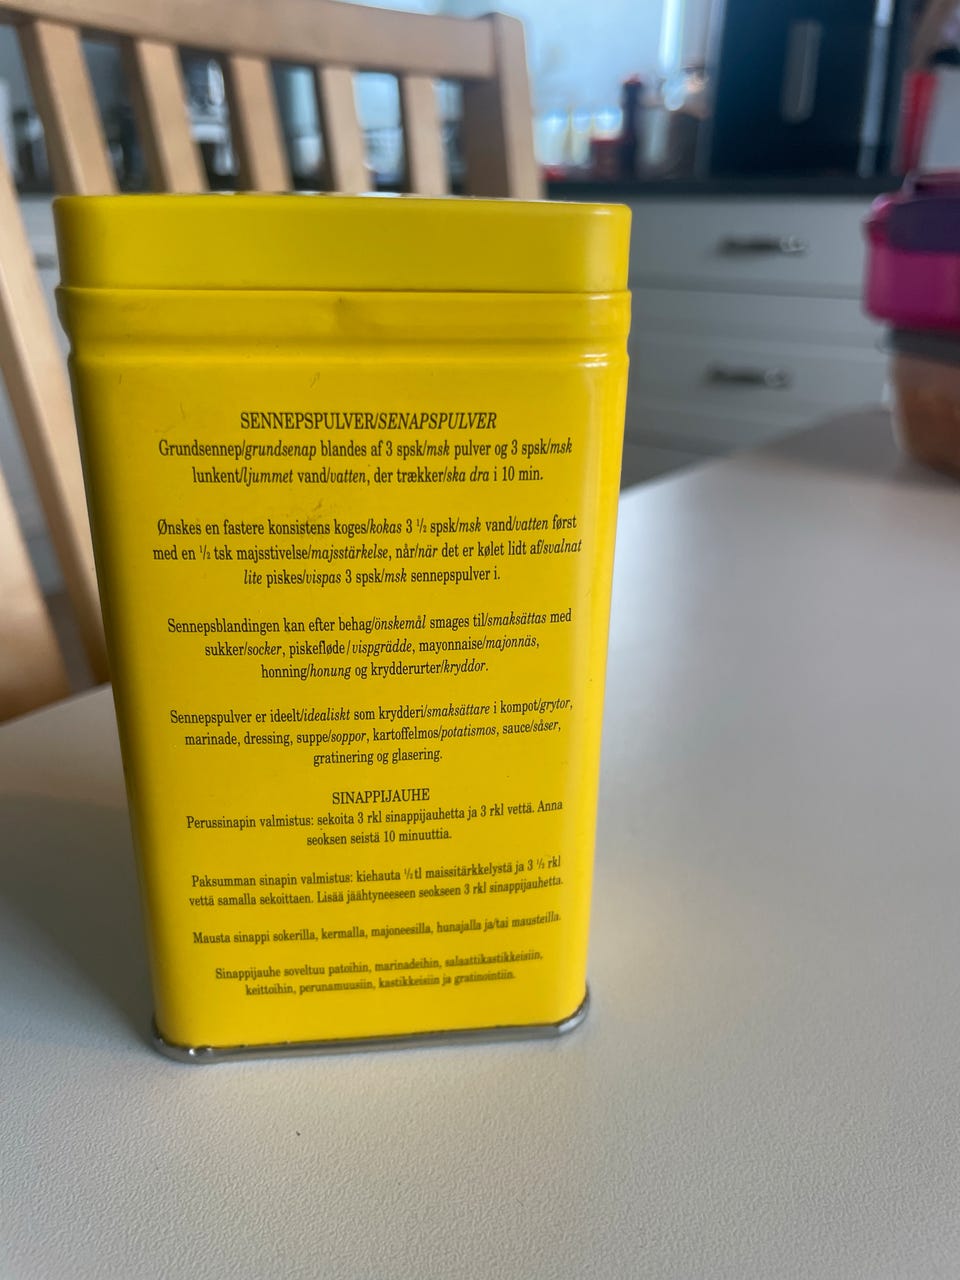 SENNEPSPULVER/SENAPSPULVER
Grundsennep/grundsenap blandes af 3 spsk/msk pulver og 3 spsk/msk
lunkent/ljummet vand/vatten, der trækker/ska dra i 10 min.
Ønskes en fastere konsistens koges/kokas 3 ½ spsk/msk vand/vatten først
med en ½ tsk majsstivelse/majsstärkelse, når/när det er kølet lidt af/svalnat
lite piskes/vispas 3 spsk/msk sennepspulver i.
Sennepsblandingen kan efter behag/önskemål smages til/smaksättas med
sukker/socker, piskefløde/vispgrädde, mayonnaise/majonnäs,
honning/honung og krydderurter/kryddor.
Sennepspulver er ideelt/idealiskt som krydderi/smaksättare i kompot/grytor,
marinade, dressing, suppe/soppor, kartoffelmos/potatismos, sauce/såser,
gratinering og glasering.
SINAPPIJAUHE
Perussinapin valmistus: sekoita 3 rkl sinappijauhetta ja 3 rkl vettä. Anna
seoksen seistä 10 minuuttia.
Paksumman sinapin valmistus: kiehauta ½ tl maissitärkkelystä ja 3 ½ rkl
vettä samalla sekoittaen. Lisää jäähtyneeseen seokseen 3 rkl sinappijauhetta.
Mausta sinappi sokerilla, kermalla, majoneesilla, hunajalla ja/tai mausteilla.
Sinappijauhe soveltuu patoihin, marinadeihin, salaattikastikkeisiin,
keittoihin, perunamuusiin, kastikkeisiin ja gratinointiin.